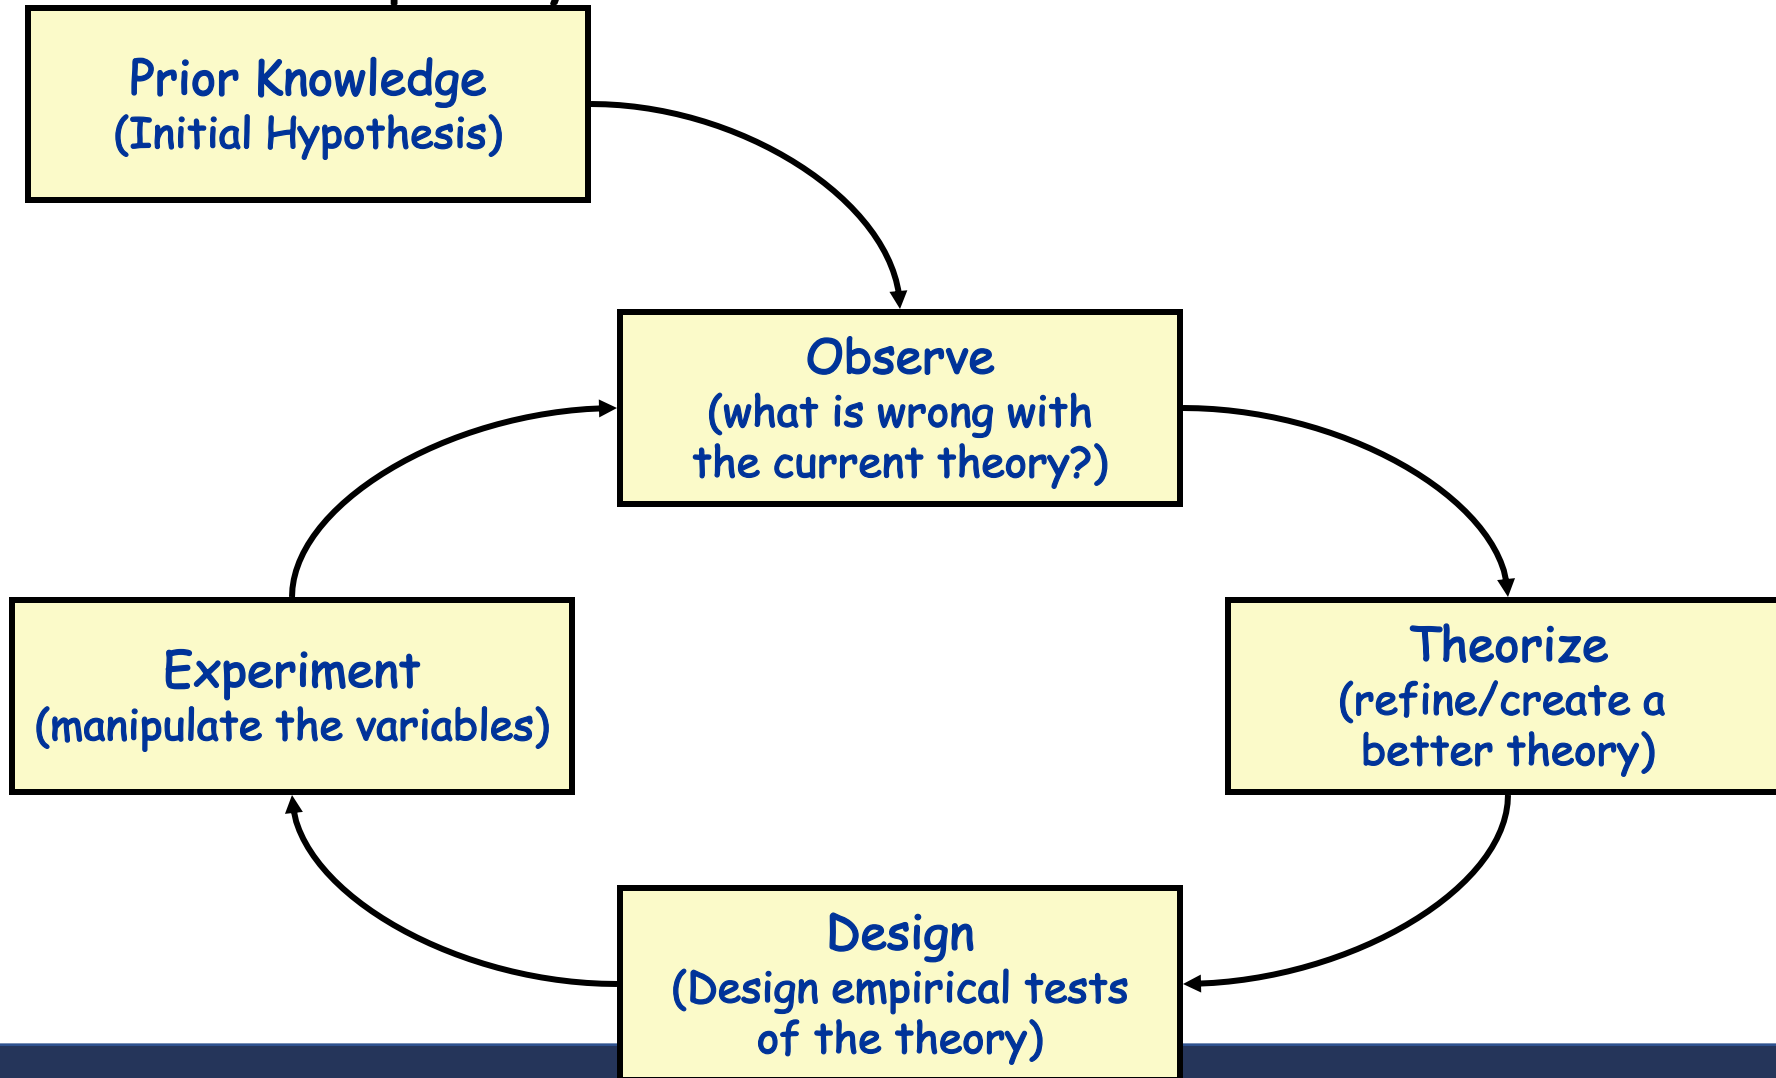 Prior Knowledge
(Initial Hypothesis)
Observe
(what is wrong with
the current theory?)
Experiment
(manipulate the variables)
Theorize
(refine/create a
better theory)
Design
(Design empirical tests
of the theory)